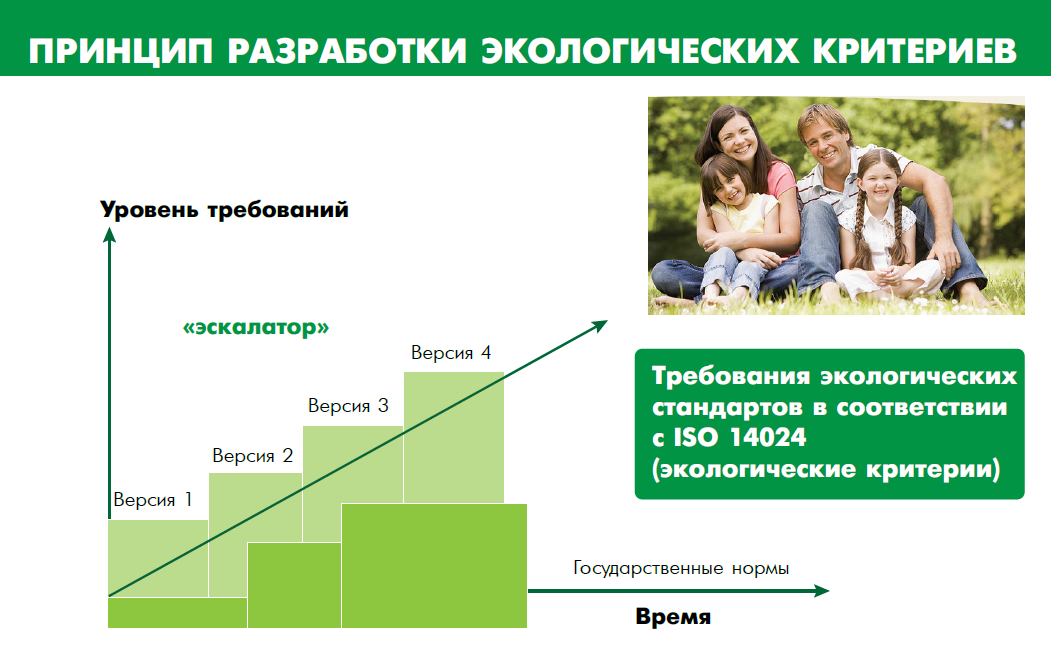 ПРИНЦИП РАЗРАБОТКИ ЭКОЛОГИЧЕСКИХ КРИТЕРИЕВ
Уровень требований
«эскалатор»
Версия 4
Версия 3
Версия 2
Версия 1
Требования экологических
стандартов в соответствии
с ISO 14024
(экологические критерии)
Государственные нормы
Время